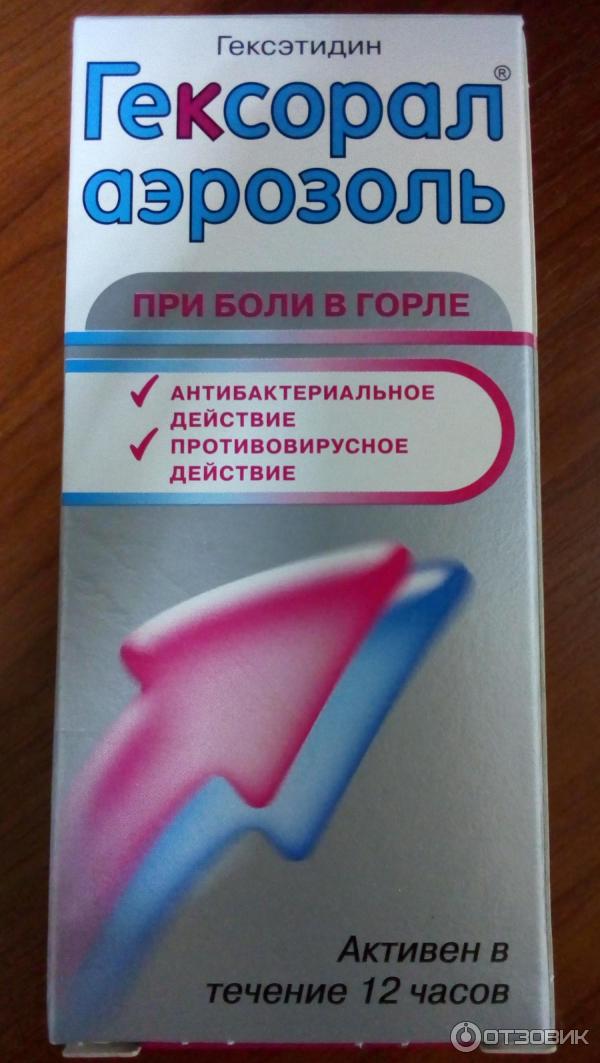 Гексэтидин
Гексорал®
аэрозоль
ПРИ БОЛИ В ГОРЛЕ
✓ АНТИБАКТЕРИАЛЬНОЕ
ДЕЙСТВИЕ
✓ ПРОТИВОВИРУСНОЕ
ДЕЙСТВИЕ
Активен в
течение 12 часов
ОТЗОВИК